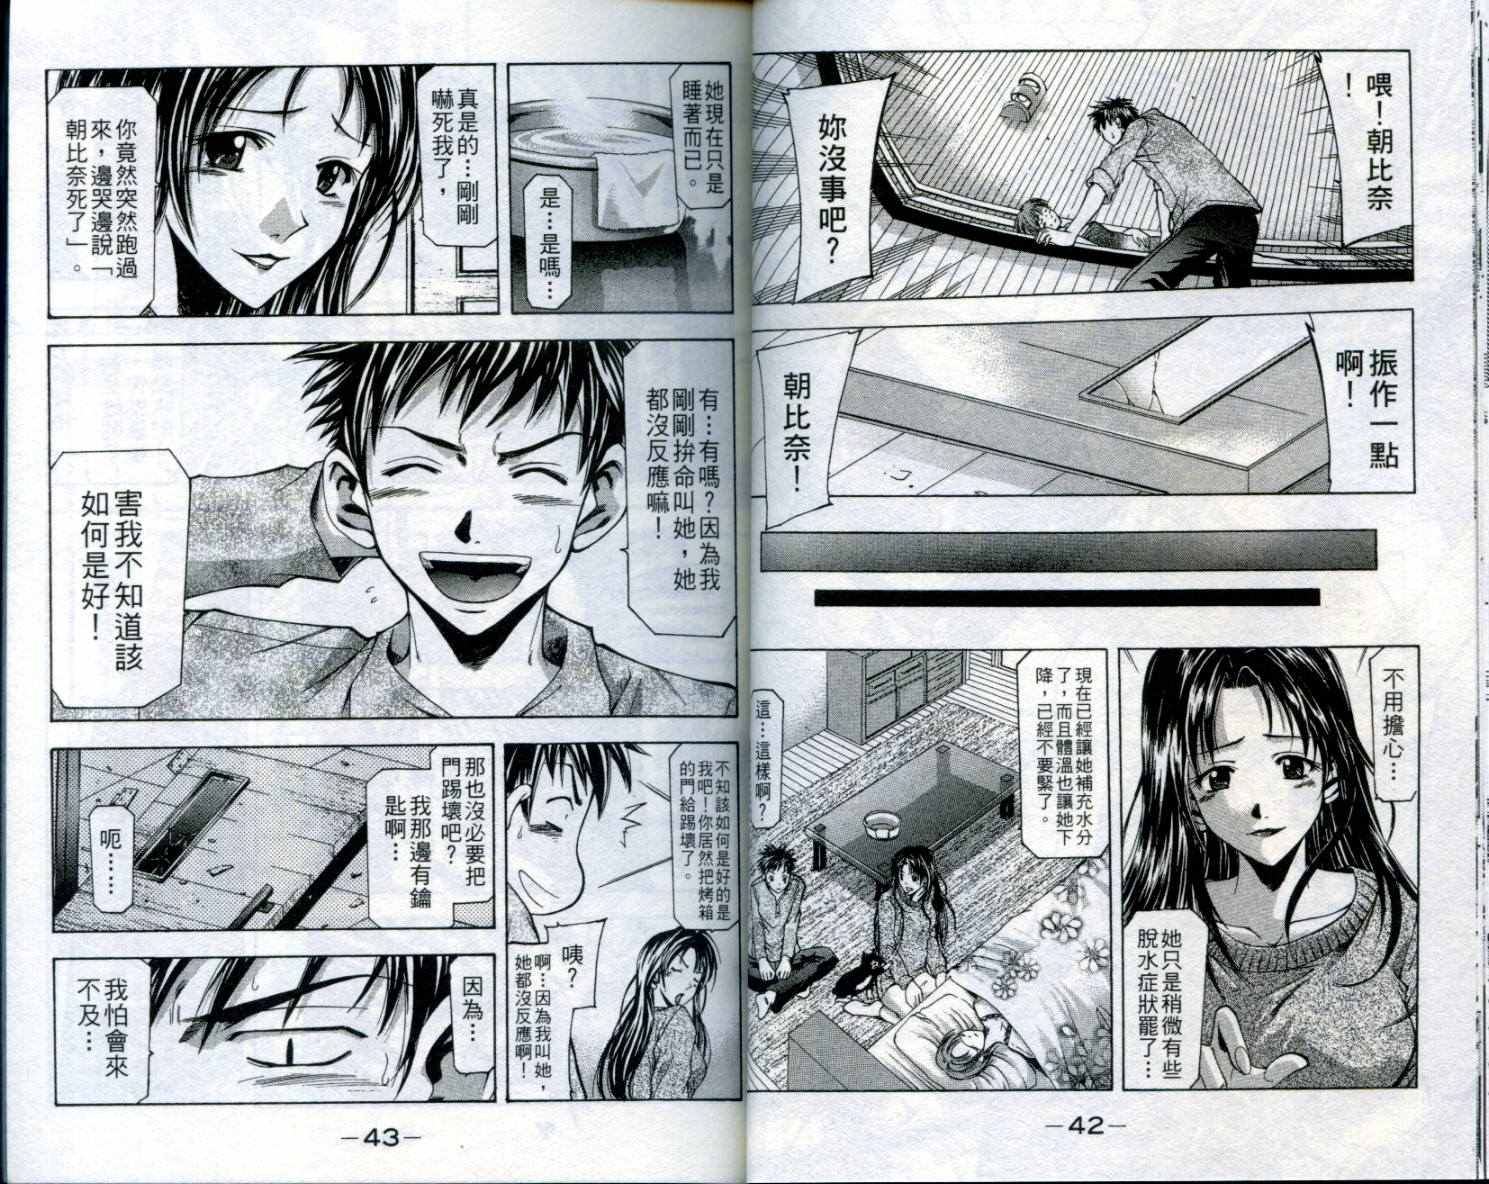 喂！朝比奈
！
妳沒事吧？
振作一點
啊！
朝比奈！
不用擔心…
她只是稍微有些
脫水症狀罷了…
現在已經讓她補充水分
了，而且體溫也讓她下
降，已經不要緊了。
這…這樣啊？
－42－
她現在只是
睡著而已。
是…是嗎…
真是的…剛剛
嚇死我了，
你竟然突然跑過
來，邊哭邊說「
朝比奈死了」。
有…有嗎？因為我
剛剛拚命叫她，她
都沒反應嘛！
害我不知道該
如何是好！
不知該如何是好的是
我吧！你居然把烤箱
的門給踢壞了。
咦？
啊…因為我叫她，
她都沒反應啊！
那也沒必要把
門踢壞吧？
我那邊有鑰
匙啊…
呃……
因為…
我怕會來
不及…
－43－